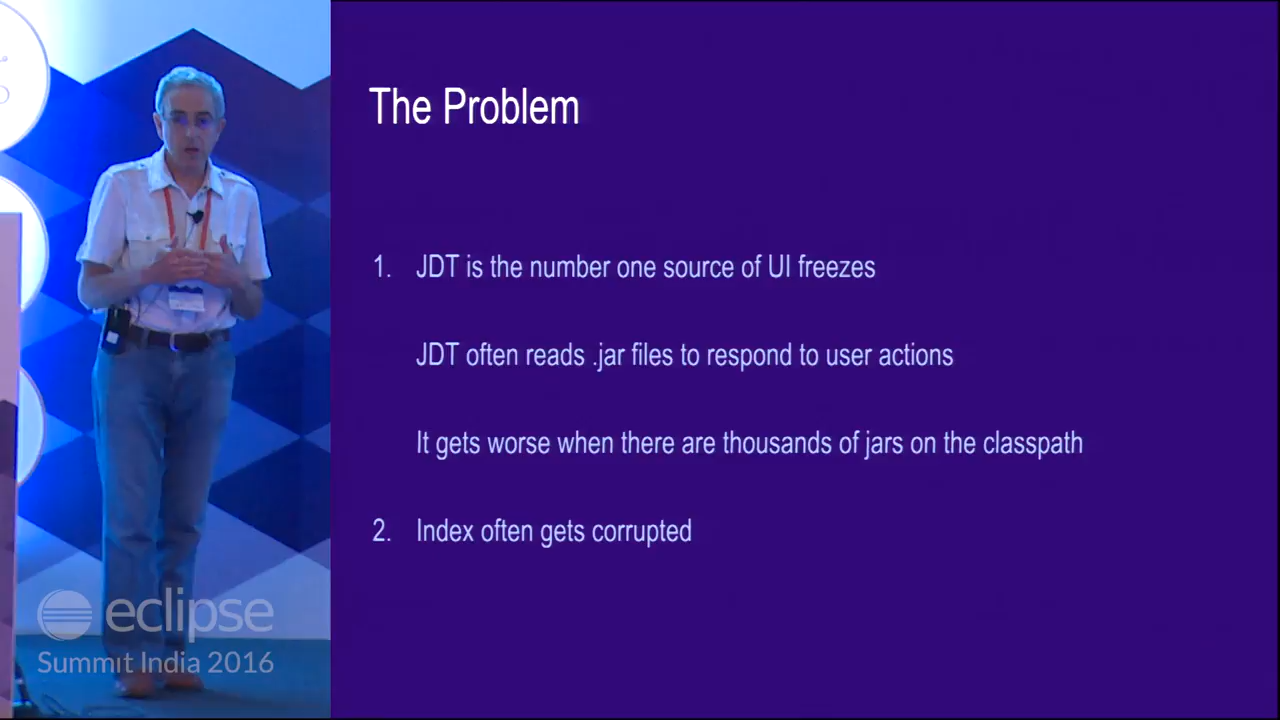 The Problem
1. JDT is the number one source of UI freezes
JDT often reads .jar files to respond to user actions
It gets worse when there are thousands of jars on the classpath
2. Index often gets corrupted
eclipse
Summit India 2016